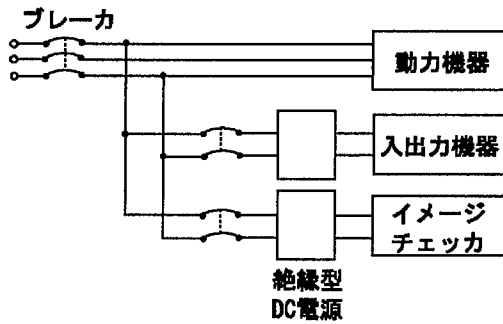 ブレーカ
動力機器
入出力機器
イメージ
チェッカ
絶縁型
DC電源